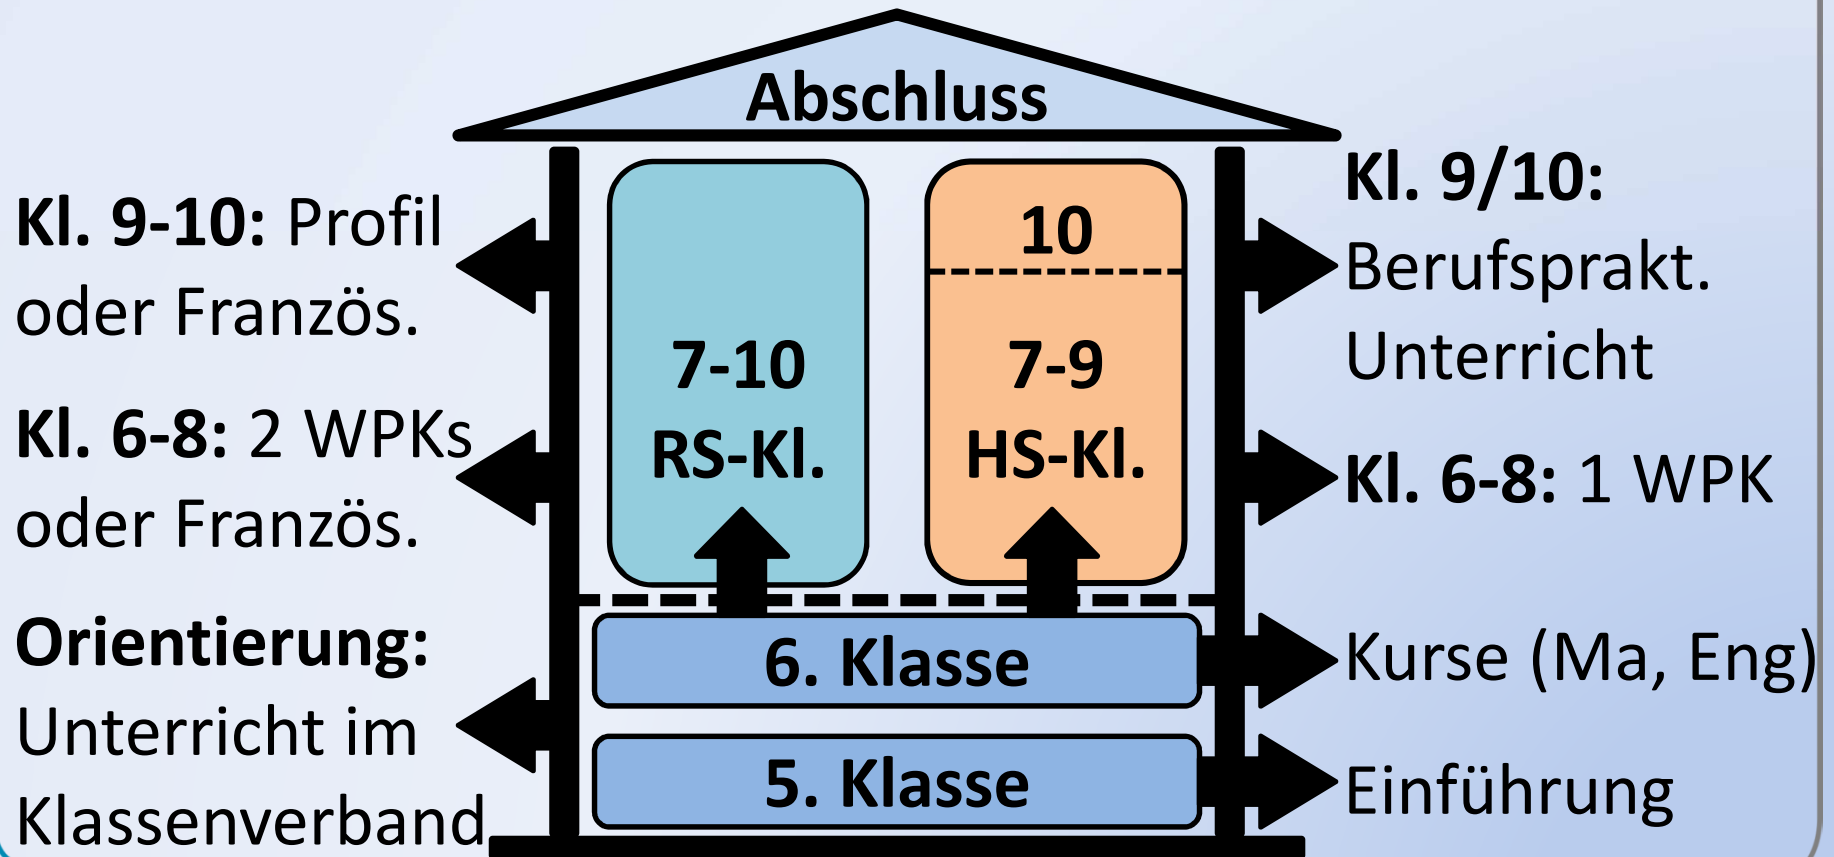 Abschluss
Kl. 9-10: Profil
oder Französ.
Kl. 6-8: 2 WPKs
oder Französ.
Orientierung:
Unterricht im
Klassenverband
7-10
RS-Kl.
10
7-9
HS-Kl.
6. Klasse
5. Klasse
Kl. 9/10:
Berufsprakt.
Unterricht
Kl. 6-8: 1 WPK
Kurse (Ma, Eng)
Einführung